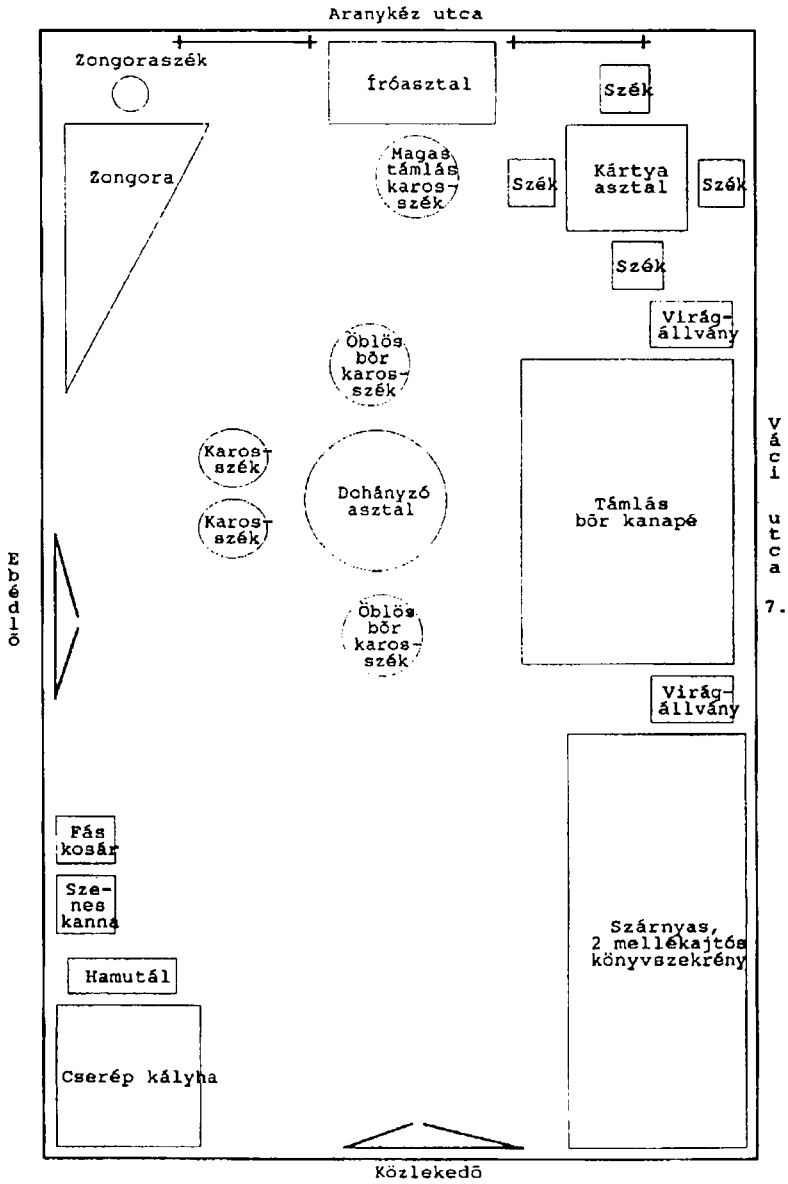 Aranykéz utca
Zongoraszék
Íróasztal
Szék
Zongora
Magas
támlás
karos-
szék
Szék
Kártya
asztal
Szék
Szék
Virág-
állvány
Öblös
bőr
karos-
szék
Karos-
szék
Dohányzó
asztal
Támlás
bőr kanapé
Váci utca 7.
Karos-
szék
Ebédlő
Öblös
bőr
karos-
szék
Virág-
állvány
Fás
kosár
Sze-
nes
kanna
Szárnyas,
2 mellékajtós
könyvszekrény
Hamutál
Cserép kályha
Közlekedő